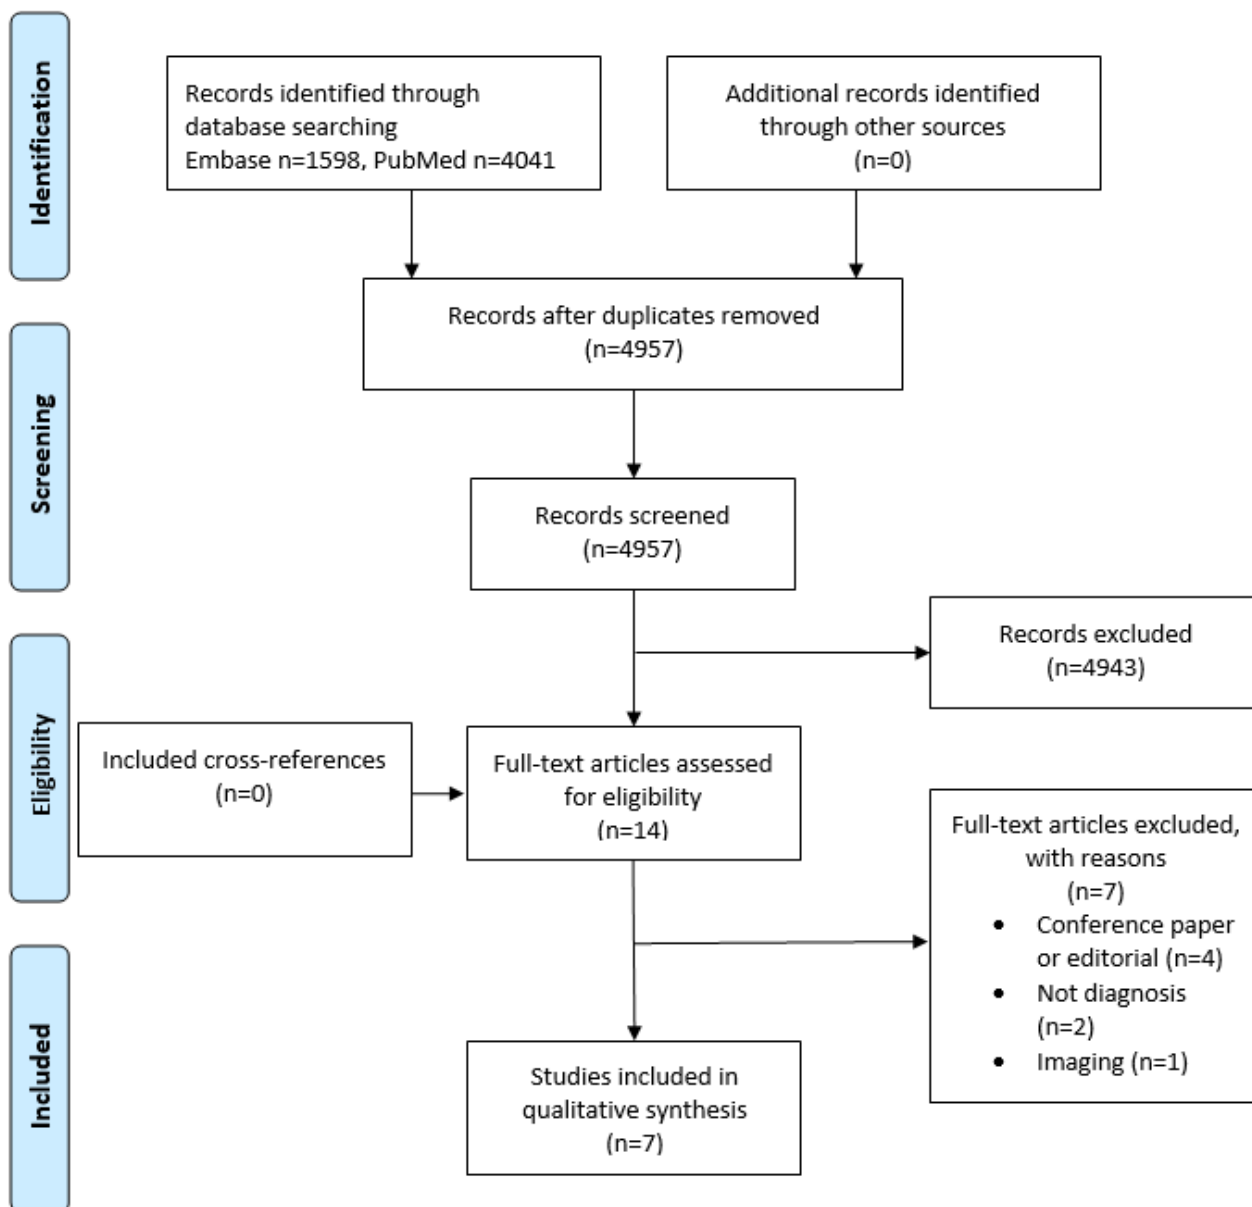 Identification
Records identified through
database searching
Embase n=1598, PubMed n=4041
Additional records identified
through other sources
(n=0)
Records after duplicates removed
(n=4957)
Screening
Records screened
(n=4957)
Records excluded
(n=4943)
Eligibility
Included cross-references
(n=0)
Full-text articles assessed
for eligibility
(n=14)
Full-text articles excluded,
with reasons
(n=7)
• Conference paper
or editorial (n=4)
• Not diagnosis
(n=2)
• Imaging (n=1)
Included
Studies included in
qualitative synthesis
(n=7)